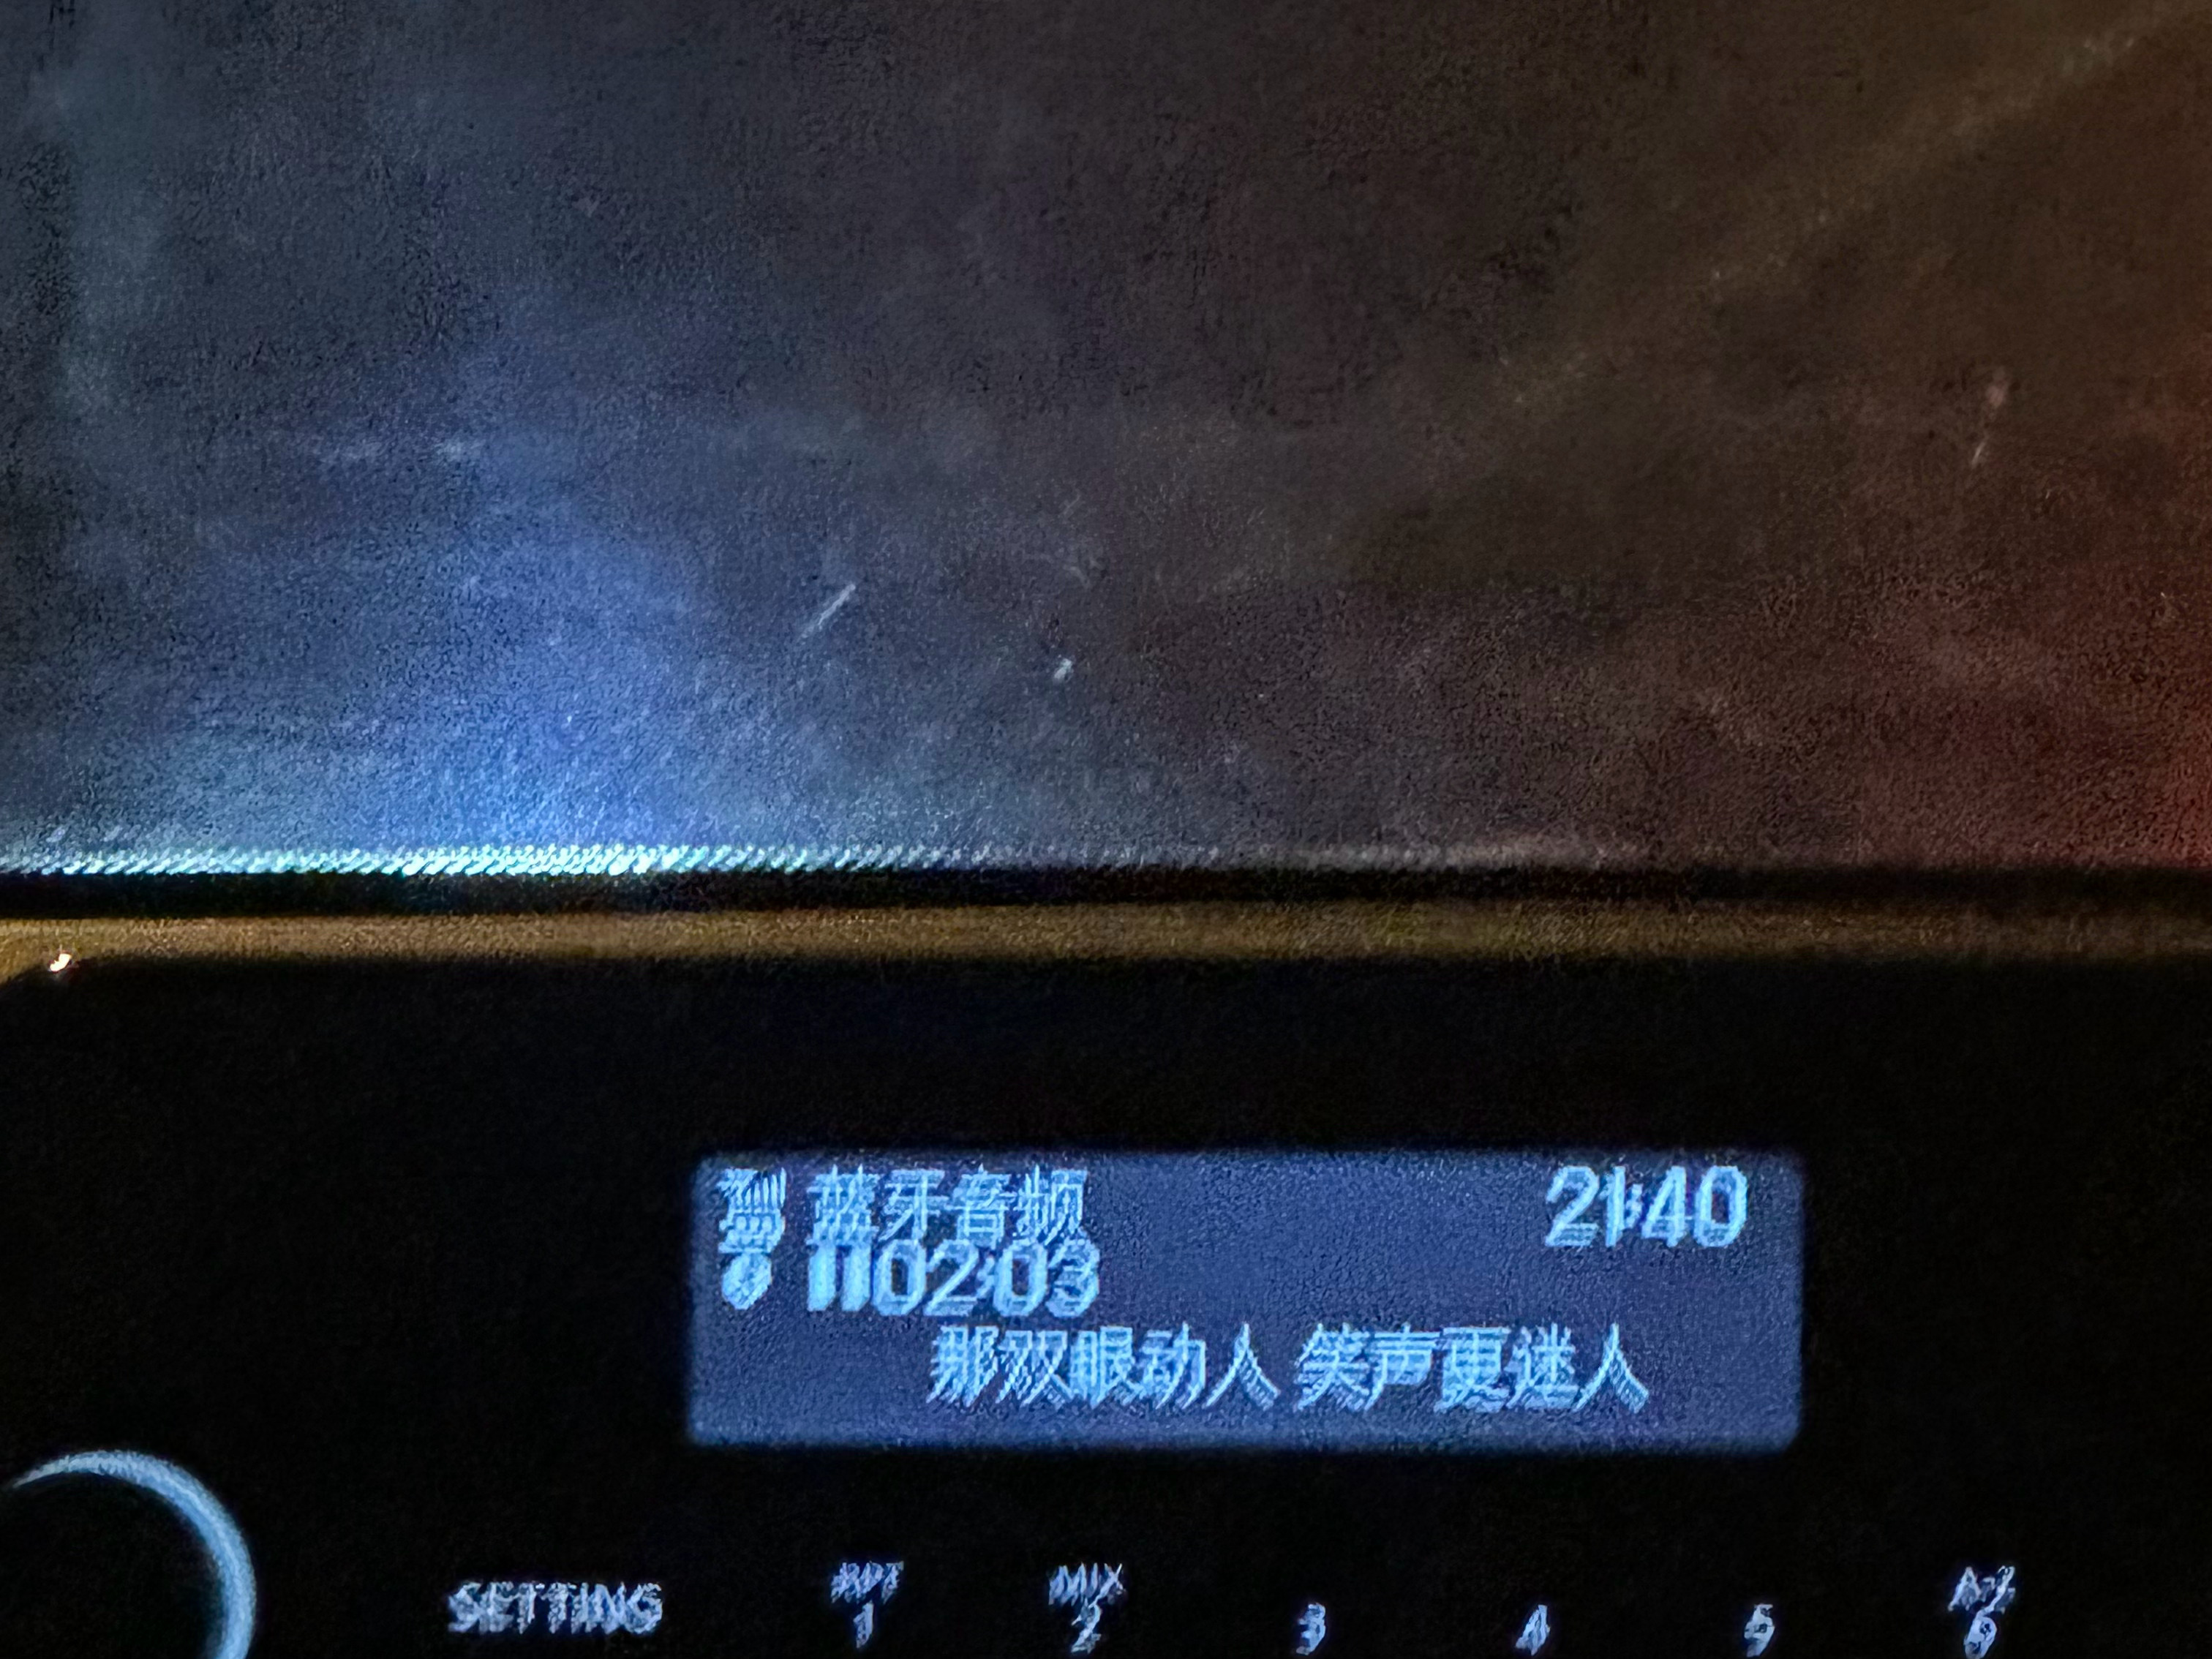 蓝牙音频 21:40
02:03
那双眼动人 笑声更迷人
SETTING
RPT MIX A-Z
1 2 3 4 5 6